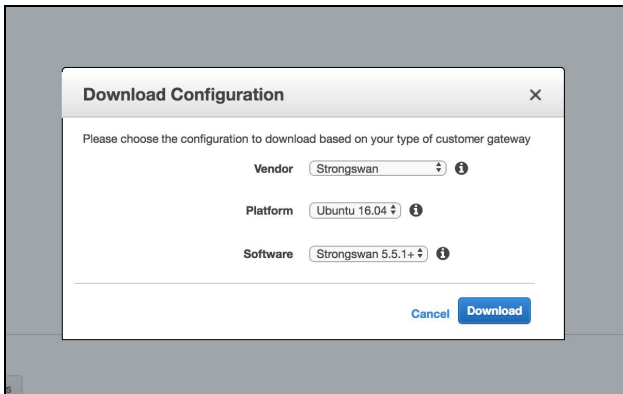 Download Configuration ×
Please choose the configuration to download based on your type of customer gateway
Vendor Strongswan
Platform Ubuntu 16.04
Software Strongswan 5.5.1+
Cancel Download
s